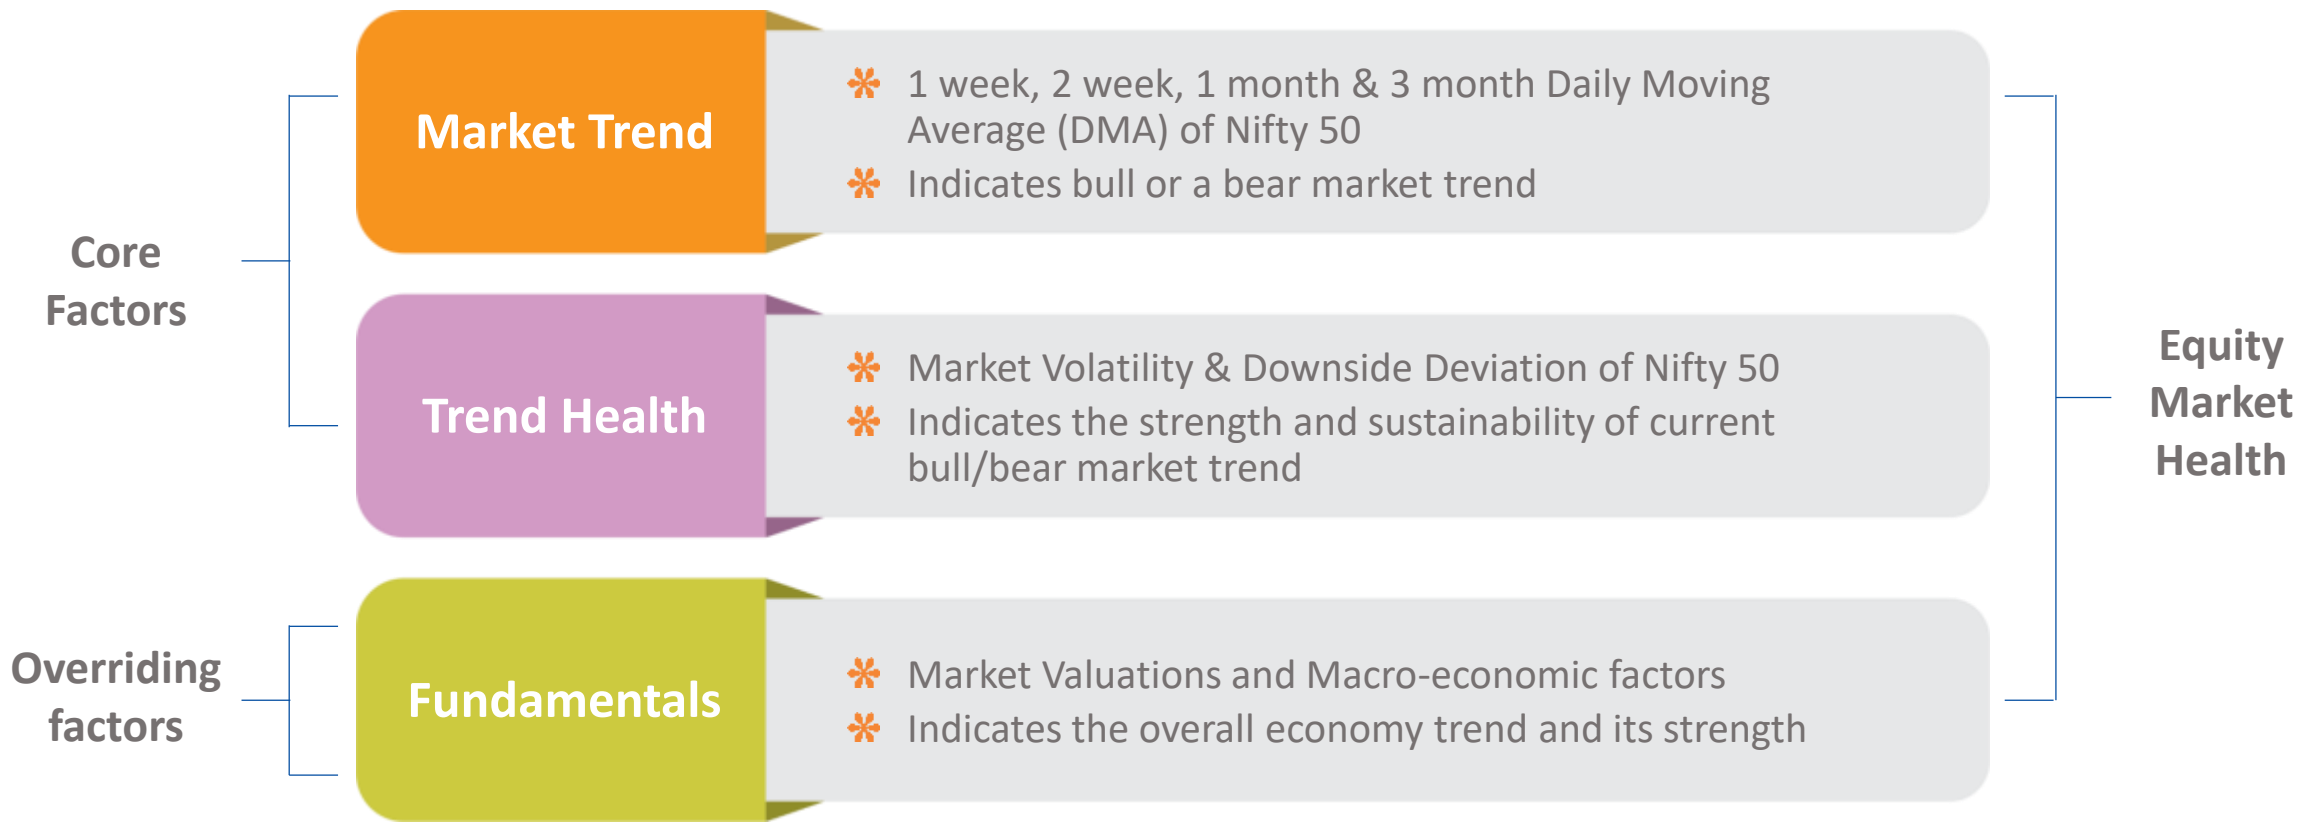 Core
Factors
Market Trend
1 week, 2 week, 1 month & 3 month Daily Moving
Average (DMA) of Nifty 50
Indicates bull or a bear market trend
Trend Health
Market Volatility & Downside Deviation of Nifty 50
Indicates the strength and sustainability of current
bull/bear market trend
Overriding
factors
Fundamentals
Market Valuations and Macro-economic factors
Indicates the overall economy trend and its strength
Equity
Market
Health